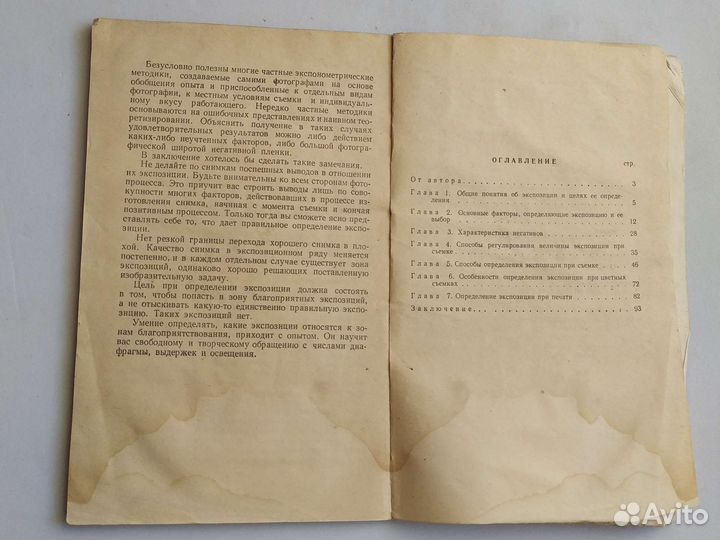 Безусловно полезны многие частные экспонометрические
методики, создаваемые самими фотографами на основе
обобщения опыта и приспособленные к отдельным видам
фотографии, к местным условиям съемки и индивидуаль-
ному вкусу работающего. Нередко частные методики
основываются на ошибочных представлениях и наивном тео-
ретизировании. Объяснить получение в таких случаях
удовлетворительных результатов можно либо действием
каких-либо неучтенных факторов, либо большой фотогра-
фической широтой негативной пленки.
В заключение хотелось бы сделать такие замечания.
Не делайте по снимкам поспешных выводов в отношении
их экспозиции. Будьте внимательны ко всем сторонам фото-
процесса. Это приучит вас строить выводы лишь по сово-
купности многих факторов, действовавших в процессе из-
готовления снимка, начиная с момента съемки и кончая
позитивным процессом. Только тогда вы сможете ясно пред-
ставлять себе то, что дает правильное определение экспо-
зиции.
Нет резкой границы перехода хорошего снимка в пло-
хой. Качество снимка в экспозиционном ряду меняется
постепенно, и в каждом отдельном случае существует зона
экспозиций, одинаково хорошо решающих поставленную
изобразительную задачу.
Цель при определении экспозиции должна состоять
в том, чтобы попасть в зону благоприятных экспозиций,
а не отыскивать какую-то единственно правильную экспо-
зицию. Таких экспозиций нет.
Умение определять, какие экспозиции относятся к зо-
нам благоприятствования, приходит с опытом. Он научит
вас свободному и творческому обращению с числами диа-
фрагмы, выдержек и освещения.
ОГЛАВЛЕНИЕ
стр.
От автора. . . . . . . . . . . . . . . . . . 3
Глава 1. Общие понятия об экспозиции и целях ее опреде-
ления . . . . . . . . . . . . . . . . . . 5
Глава 2. Основные факторы, определяющие экспозицию и ее
выбор . . . . . . . . . . . . . . . . . . 12
Глава 3. Характеристика негативов . . . . . . . . . 28
Глава 4. Способы регулирования величины экспозиции при
съемке . . . . . . . . . . . . . . . . . . 35
Глава 5. Способы определения экспозиции при съемке . . . 46
Глава 6. Особенности определения экспозиции при цветных
съемках . . . . . . . . . . . . . . . . . . 72
Глава 7. Определение экспозиции при печати . . . . . . 82
Заключение. . . . . . . . . . . . . . . . . . 93
Avito